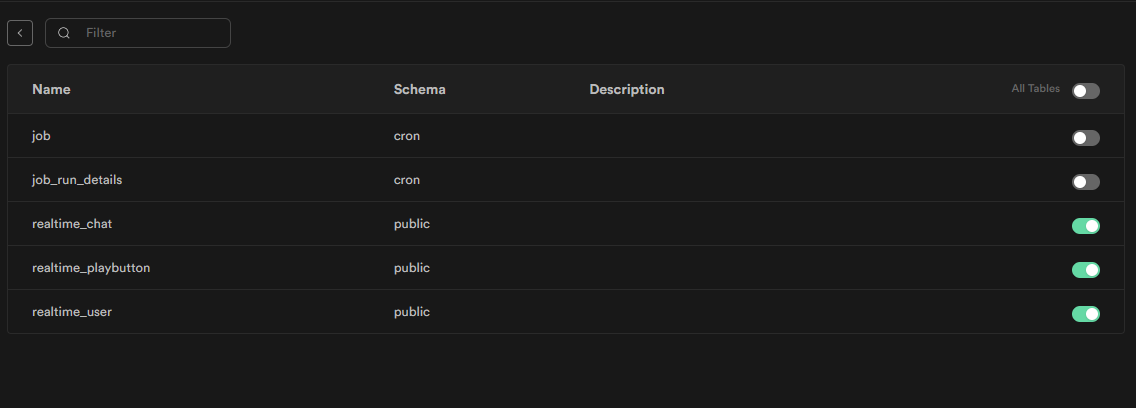 Filter
Name Schema Description All Tables
job cron
job_run_details cron
realtime_chat public
realtime_playbutton public
realtime_user public